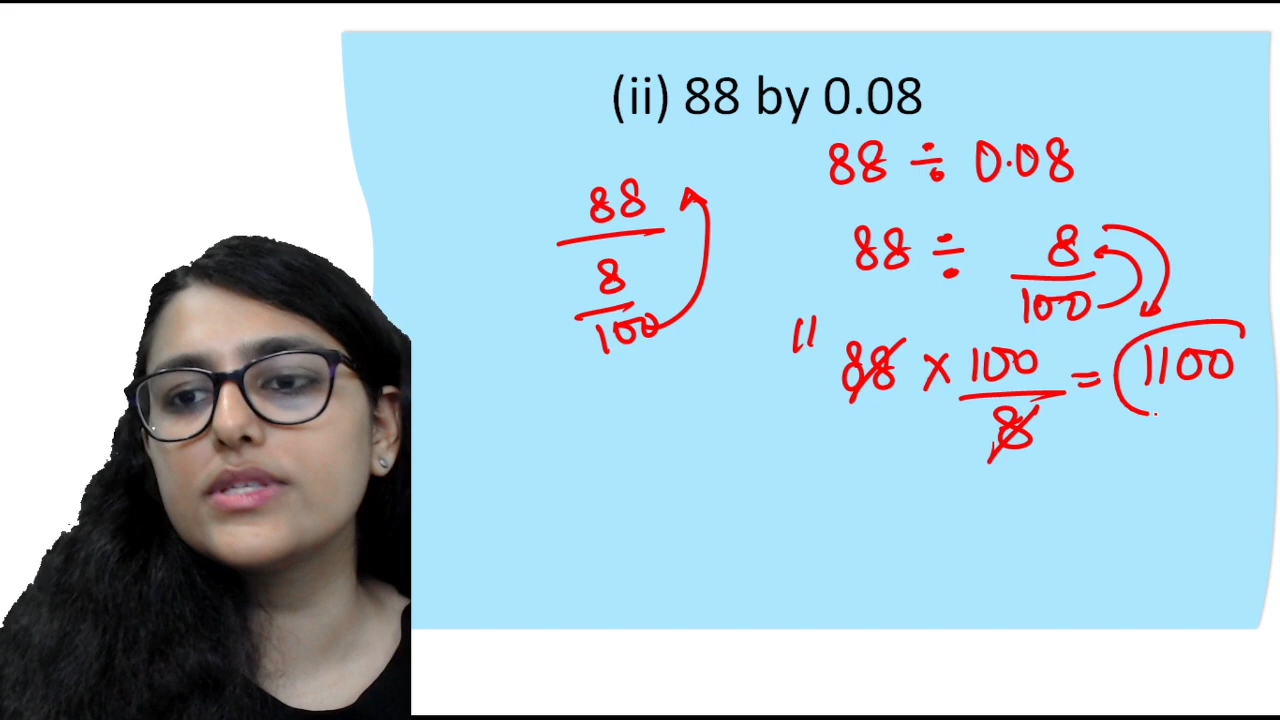 (ii) 88 by 0.08
88 ÷ 0.08
88
8
100
88 ÷ 8
100
11
88 × 100 = 1100
8